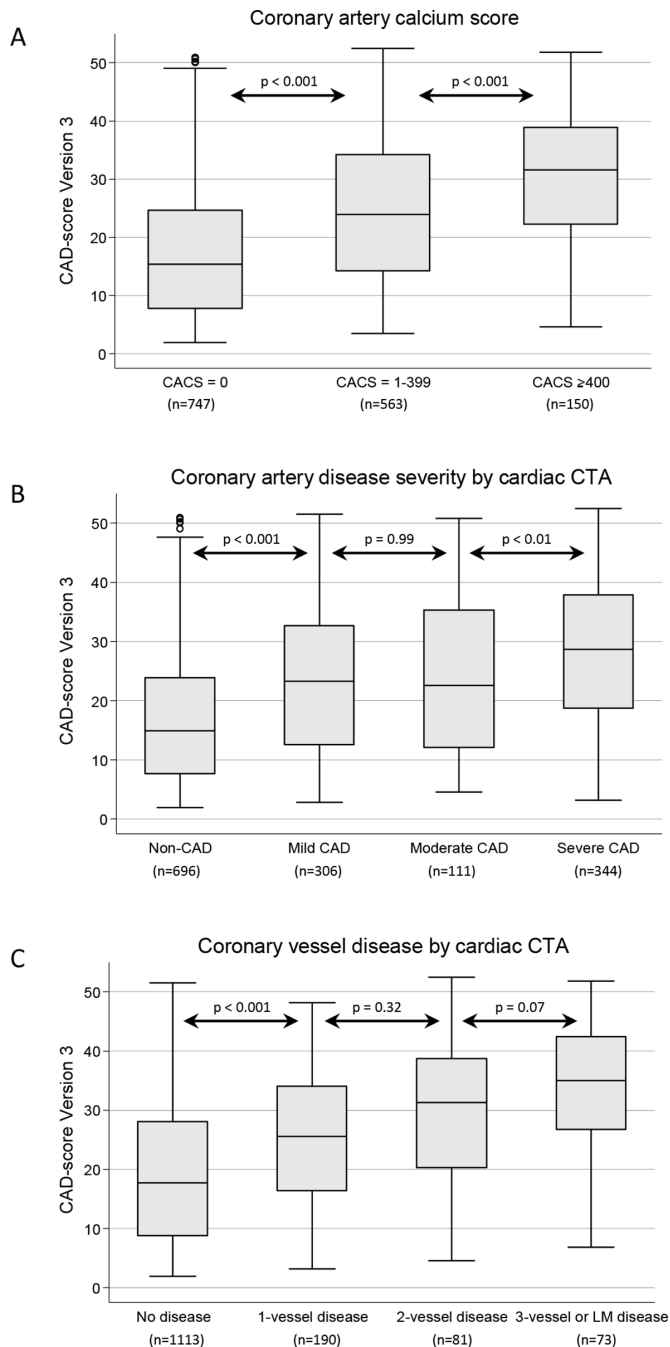 A
Coronary artery calcium score
CAD-score Version 3
50
40
30
20
10
0
p < 0.001
p < 0.001
CACS = 0
CACS = 1-399
CACS ≥400
(n=747)
(n=563)
(n=150)
B
Coronary artery disease severity by cardiac CTA
CAD-score Version 3
50
40
30
20
10
0
p < 0.001
p = 0.99
p < 0.01
Non-CAD
Mild CAD
Moderate CAD
Severe CAD
(n=696)
(n=306)
(n=111)
(n=344)
C
Coronary vessel disease by cardiac CTA
CAD-score Version 3
50
40
30
20
10
0
p < 0.001
p = 0.32
p = 0.07
No disease
1-vessel disease
2-vessel disease
3-vessel or LM disease
(n=1113)
(n=190)
(n=81)
(n=73)